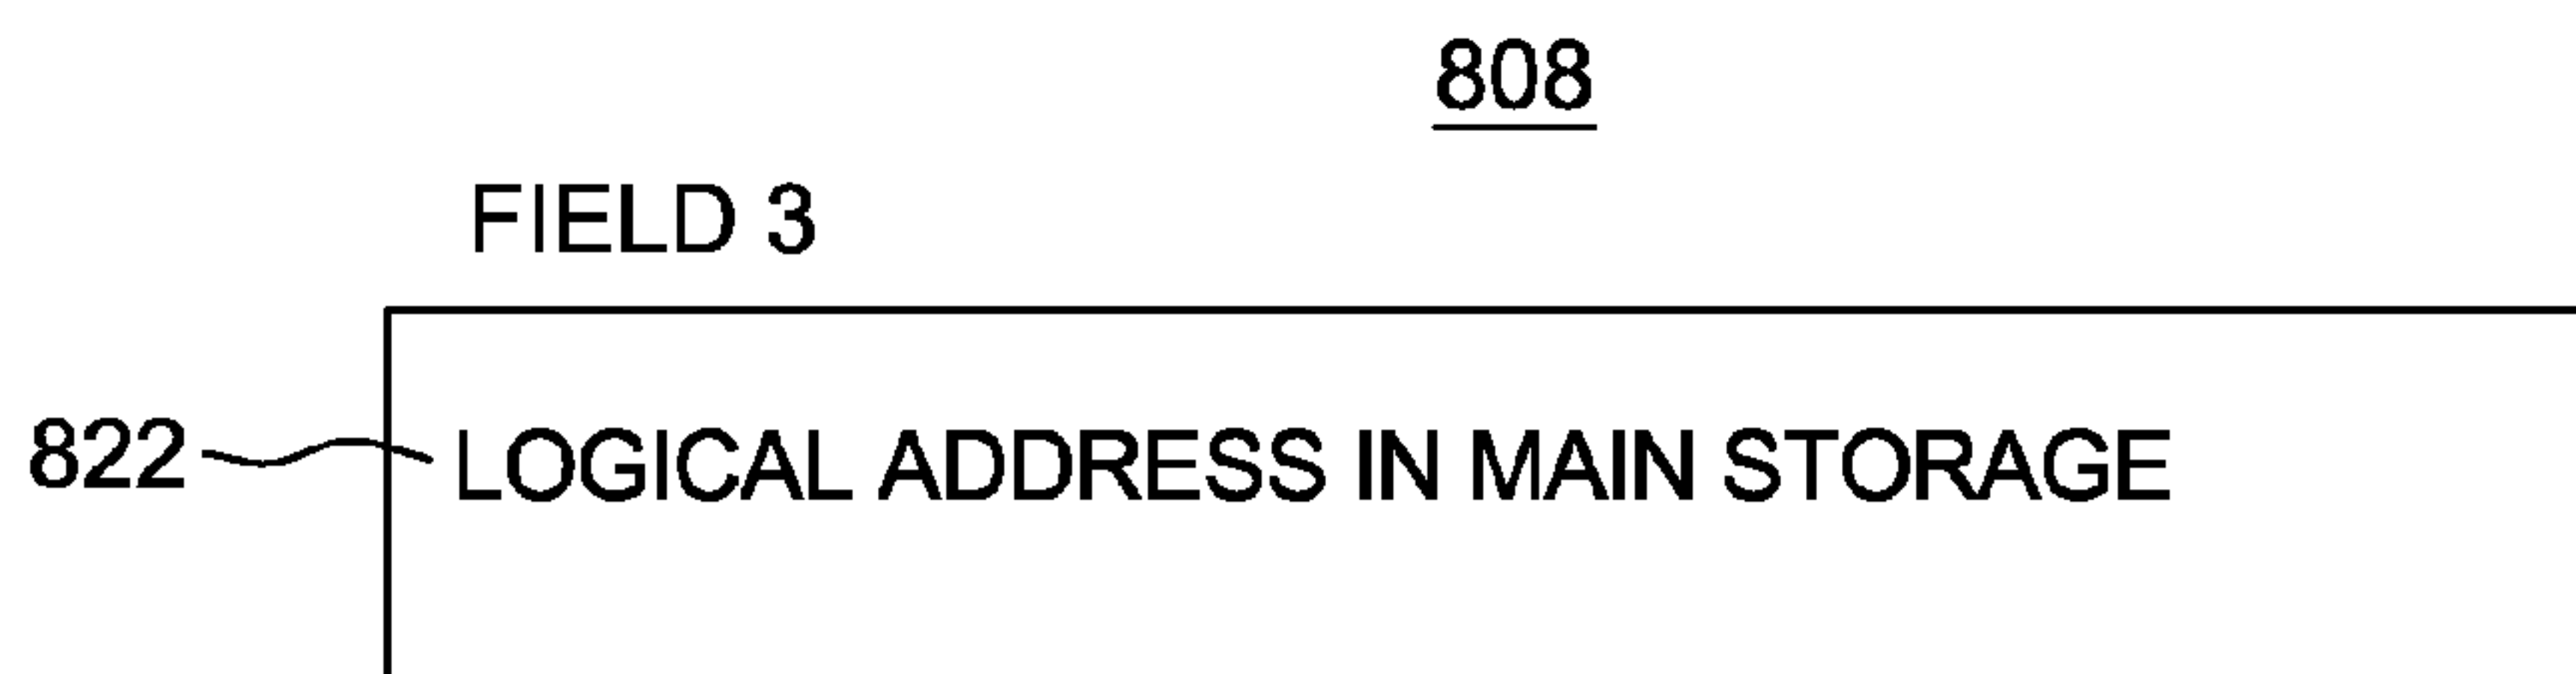 808
FIELD 3
822 LOGICAL ADDRESS IN MAIN STORAGE